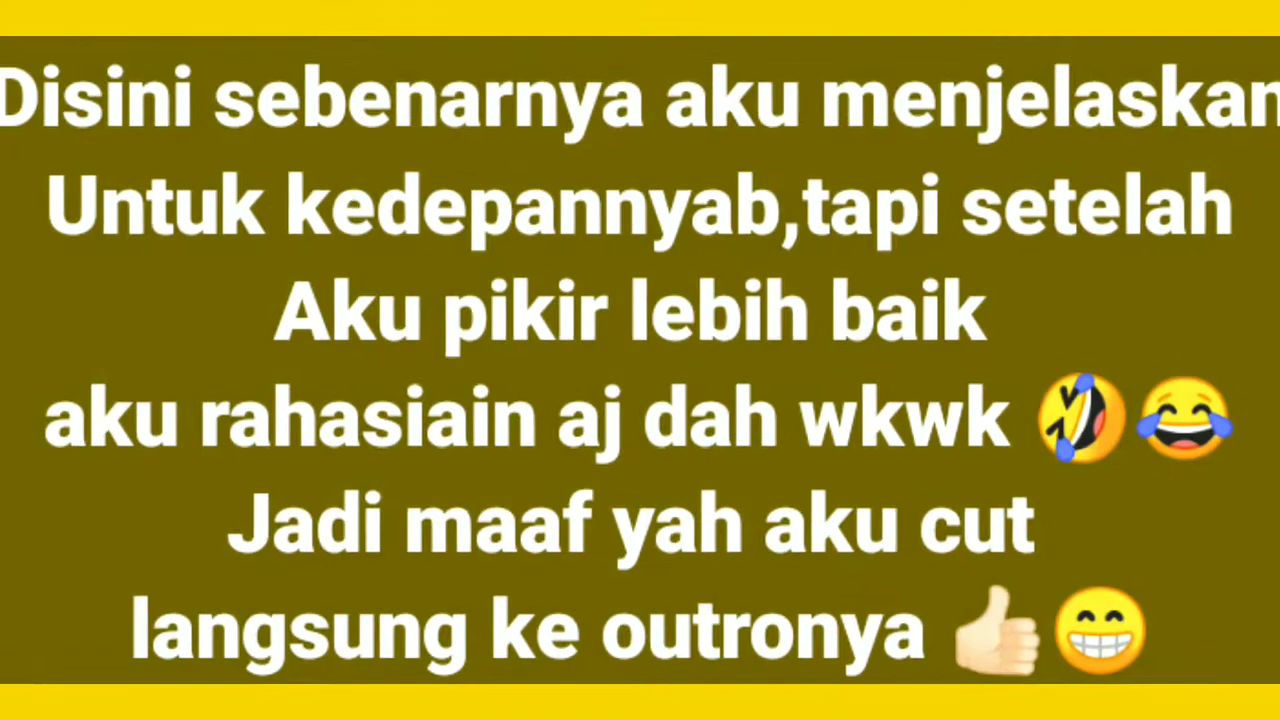 Disini sebenarnya aku menjelaskan
Untuk kedepannyab,tapi setelah
Aku pikir lebih baik
aku rahasiain aj dah wkwk 🤣😂
Jadi maaf yah aku cut
langsung ke outronya 👍🏻😁